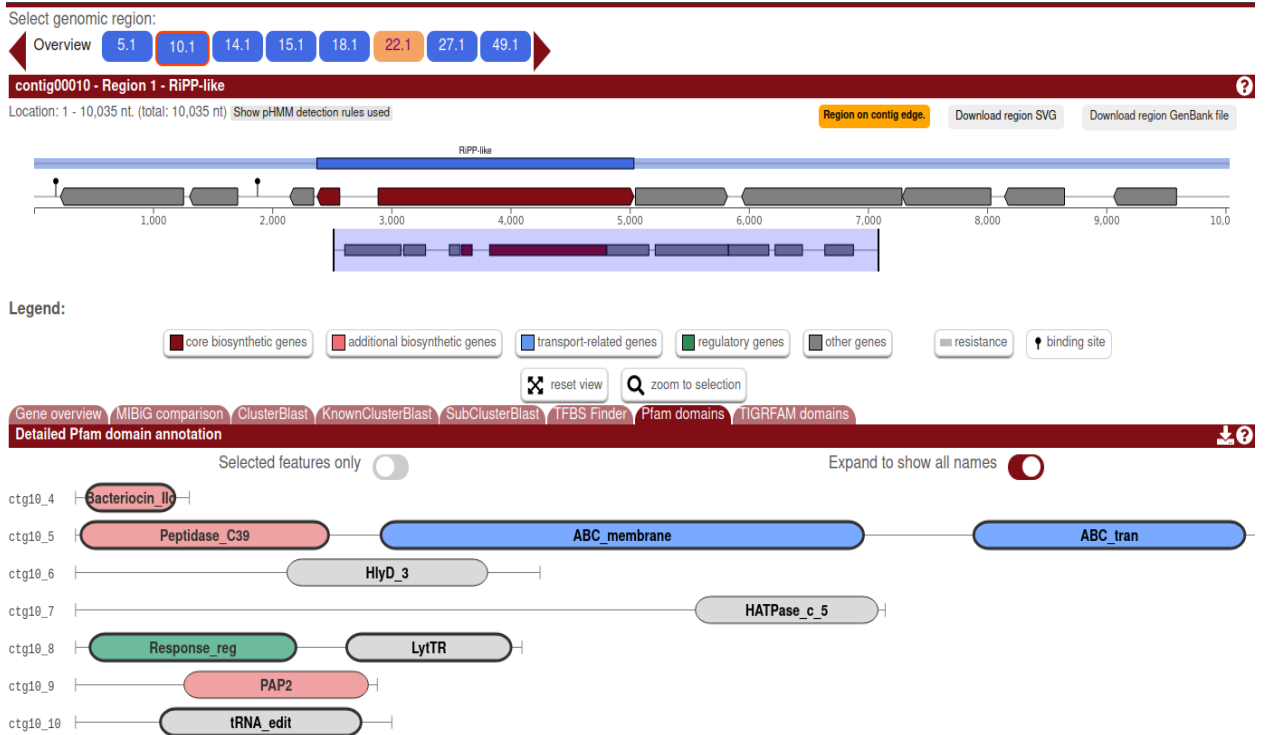 Select genomic region:
Overview 5.1 10.1 14.1 15.1 18.1 22.1 27.1 49.1
contig00010 - Region 1 - RiPP-like ?
Location: 1 - 10,035 nt. (total: 10,035 nt) Show pHMM detection rules used Region on contig edge. Download region SVG Download region GenBank file
RiPP-like
1,000 2,000 3,000 4,000 5,000 6,000 7,000 8,000 9,000 10,0
Legend:
core biosynthetic genes additional biosynthetic genes transport-related genes regulatory genes other genes resistance binding site
reset view zoom to selection
Gene overview MIBiG comparison ClusterBlast KnownClusterBlast SubClusterBlast TFBS Finder Pfam domains TIGRFAM domains
Detailed Pfam domain annotation ?
Selected features only Expand to show all names
ctg10_4 Bacteriocin_IIc
ctg10_5 Peptidase_C39 ABC_membrane ABC_tran
ctg10_6 HlyD_3
ctg10_7 HATPase_c_5
ctg10_8 Response_reg LytTR
ctg10_9 PAP2
ctg10_10 tRNA_edit